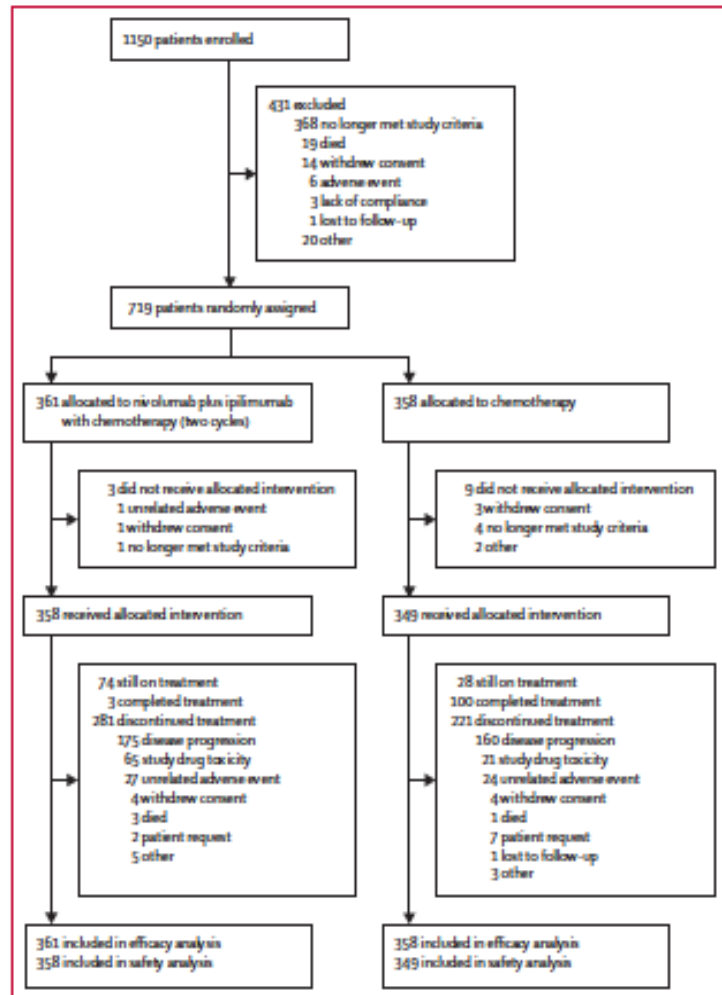 1150 patients enrolled
431 excluded
368 no longer met study criteria
19 died
14 withdrew consent
6 adverse event
3 lack of compliance
1 lost to follow-up
20 other
719 patients randomly assigned
361 allocated to nivolumab plus ipilimumab
with chemotherapy (two cycles)
358 allocated to chemotherapy
3 did not receive allocated intervention
1 unrelated adverse event
1 withdrew consent
1 no longer met study criteria
9 did not receive allocated intervention
3 withdrew consent
4 no longer met study criteria
2 other
358 received allocated intervention
349 received allocated intervention
74 still on treatment
3 completed treatment
281 discontinued treatment
175 disease progression
65 study drug toxicity
27 unrelated adverse event
4 withdrew consent
3 died
2 patient request
5 other
28 still on treatment
100 completed treatment
221 discontinued treatment
160 disease progression
21 study drug toxicity
24 unrelated adverse event
4 withdrew consent
1 died
7 patient request
1 lost to follow-up
3 other
361 included in efficacy analysis
358 included in safety analysis
358 included in efficacy analysis
349 included in safety analysis